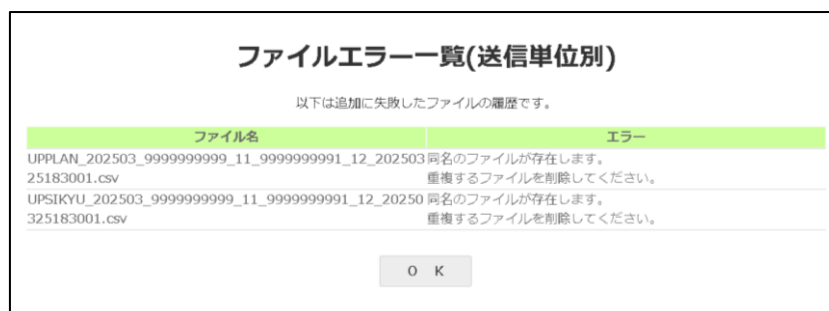 ファイルエラー一覧(送信単位別)
以下は追加に失敗したファイルの履歴です。
ファイル名 エラー
UPPLAN_202503_9999999999_11_9999999991_12_202503 同名のファイルが存在します。
25183001.csv 重複するファイルを削除してください。
UPSIKYU_202503_9999999999_11_9999999991_12_20250 同名のファイルが存在します。
325183001.csv 重複するファイルを削除してください。
O K